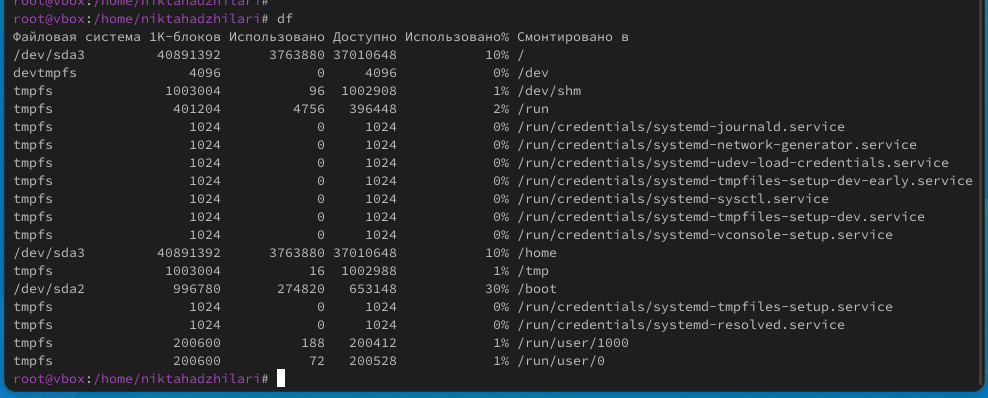 root@vbox:/home/niktahadzhilari#
root@vbox:/home/niktahadzhilari# df
Файловая система 1K-блоков Использовано Доступно Использовано% Смонтировано в
/dev/sda3 40891392 3763880 37010648 10% /
devtmpfs 4096 0 4096 0% /dev
tmpfs 1003004 96 1002908 1% /dev/shm
tmpfs 401204 4756 396448 2% /run
tmpfs 1024 0 1024 0% /run/credentials/systemd-journald.service
tmpfs 1024 0 1024 0% /run/credentials/systemd-network-generator.service
tmpfs 1024 0 1024 0% /run/credentials/systemd-udev-load-credentials.service
tmpfs 1024 0 1024 0% /run/credentials/systemd-tmpfiles-setup-dev-early.service
tmpfs 1024 0 1024 0% /run/credentials/systemd-sysctl.service
tmpfs 1024 0 1024 0% /run/credentials/systemd-tmpfiles-setup-dev.service
tmpfs 1024 0 1024 0% /run/credentials/systemd-vconsole-setup.service
/dev/sda3 40891392 3763880 37010648 10% /home
tmpfs 1003004 16 1002988 1% /tmp
/dev/sda2 996780 274820 653148 30% /boot
tmpfs 1024 0 1024 0% /run/credentials/systemd-tmpfiles-setup.service
tmpfs 1024 0 1024 0% /run/credentials/systemd-resolved.service
tmpfs 200600 188 200412 1% /run/user/1000
tmpfs 200600 72 200528 1% /run/user/0
root@vbox:/home/niktahadzhilari#